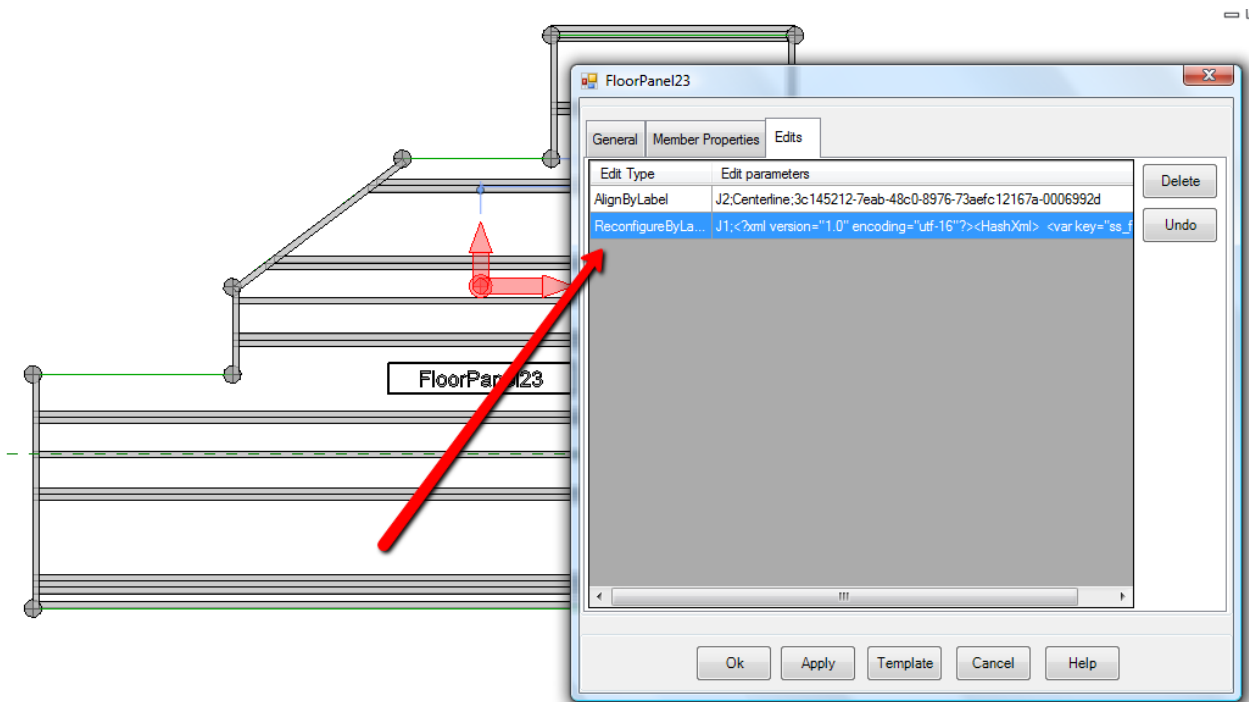 FloorPanel23
General Member Properties Edits
Edit Type Edit parameters
AlignByLabel J2;Centerline;3c145212-7eab-48c0-8976-73aefc12167a-0006992d
ReconfigureByLa... J1;<?xml version="1.0" encoding="utf-16"?><HashXml> <var key="ss_f
Delete
Undo
FloorPanel23
Ok Apply Template Cancel Help